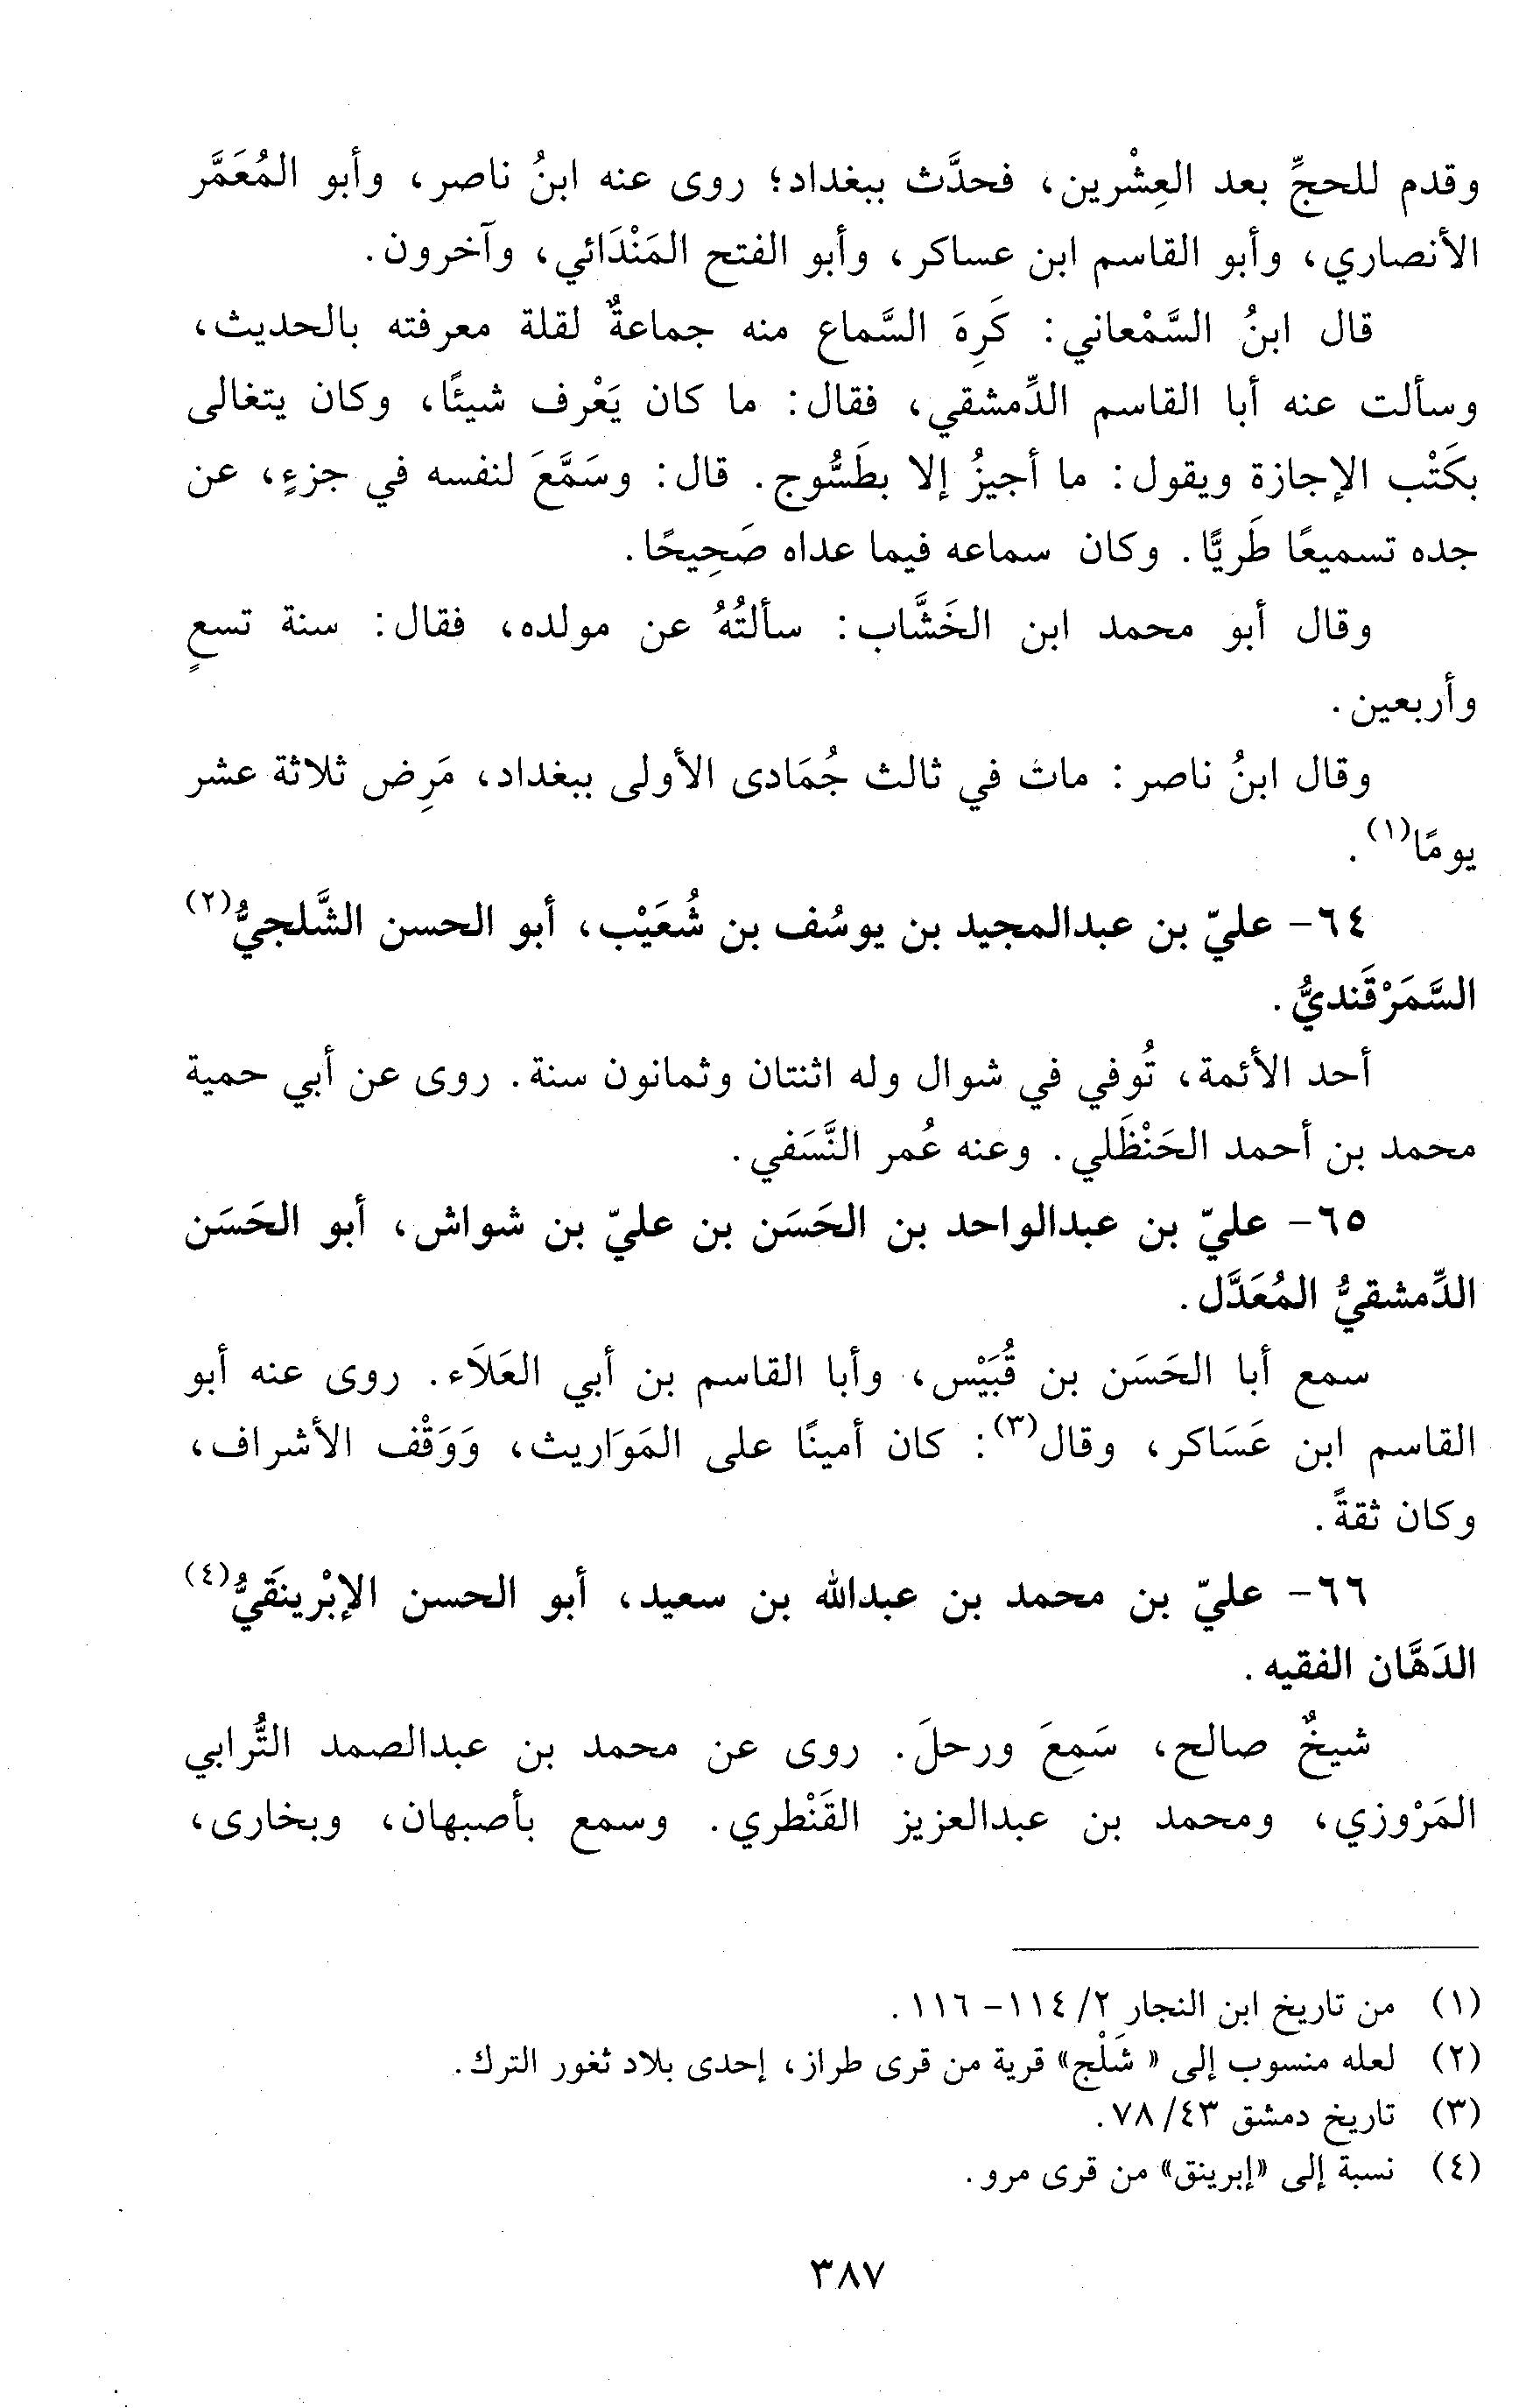 وقدم للحجِّ بعد العِشْرين، فحدَّث ببغداد؛ روى عنه ابنُ ناصر، وأبو المُعَمَّر
الأنصاري، وأبو القاسم ابن عساكر، وأبو الفتح المَنْدَائي، وآخرون.
قال ابنُ السَّمْعاني: كَرِهَ السَّماع منه جماعةٌ لقلة معرفته بالحديث،
وسألت عنه أبا القاسم الدِّمشقي، فقال: ما كان يَعْرف شيئًا، وكان يتغالى
بكَتْب الإجازة ويقول: ما أجيزُ إلا بطَسُّوج. قال: وسَمَّعَ لنفسه في جزءٍ، عن
جده تسميعًا طَريًّا. وكان سماعه فيما عداه صَحِيحًا.
وقال أبو محمد ابن الخَشَّاب: سألتُهُ عن مولده، فقال: سنة تسعٍ
وأربعين.
وقال ابنُ ناصر: مات في ثالث جُمَادى الأولى ببغداد، مَرِض ثلاثة عشر
يومًا(١).
٦٤- عليّ بن عبدالمجيد بن يوسُف بن شُعَيْب، أبو الحسن الشَّلجيُّ(٢)
السَّمَرْقَنديُّ.
أحد الأئمة، تُوفي في شوال وله اثنتان وثمانون سنة. روى عن أبي حمية
محمد بن أحمد الحَنْظَلي. وعنه عُمر النَّسَفي.
٦٥- عليّ بن عبدالواحد بن الحَسَن بن عليّ بن شواش، أبو الحَسَن
الدِّمشقيُّ المُعَدَّل.
سمع أبا الحَسَن بن قُبَيْس، وأبا القاسم بن أبي العَلَاء. روى عنه أبو
القاسم ابن عَسَاكر، وقال(٣): كان أمينًا على المَوَاريث، وَوَقْف الأشراف،
وكان ثقةً.
٦٦- عليّ بن محمد بن عبدالله بن سعيد، أبو الحسن الإبْرينَقيُّ(٤)
الدَهَّان الفقيه.
شيخٌ صالح، سَمِعَ ورحلَ. روى عن محمد بن عبدالصمد التُّرابي
المَرْوزي، ومحمد بن عبدالعزيز القَنْطري. وسمع بأصبهان، وبخارى،
(١) من تاريخ ابن النجار ٢/ ١١٤- ١١٦.
(٢) لعله منسوب إلى «شَلْج» قرية من قرى طراز، إحدى بلاد ثغور الترك.
(٣) تاريخ دمشق ٤٣/ ٧٨.
(٤) نسبة إلى «إبرينق» من قرى مرو.
٣٨٧